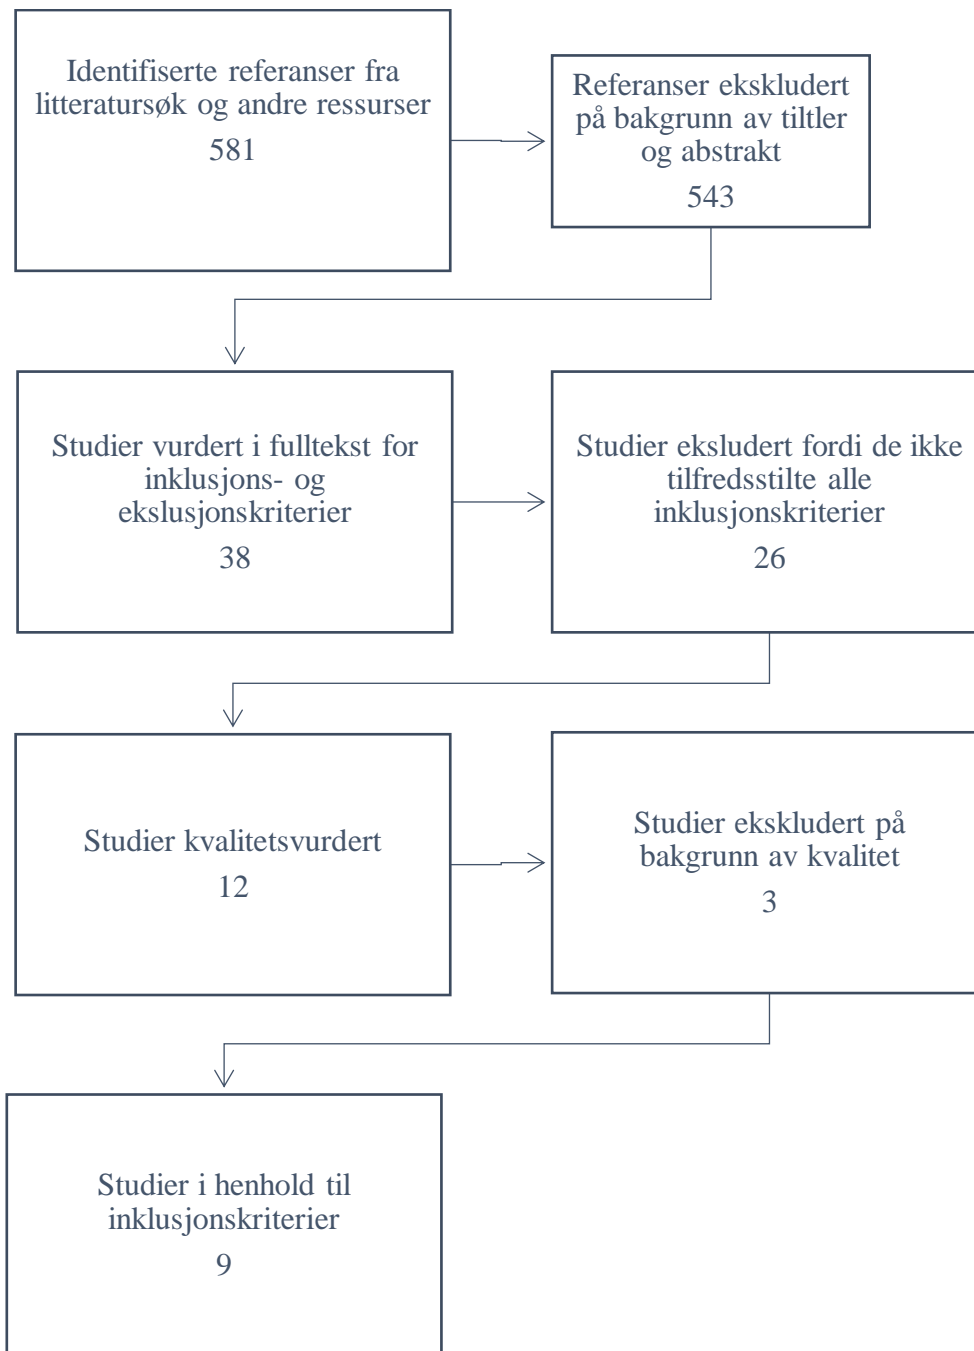 Identifiserte referanser fra
litteratursøk og andre ressurser
581
Referanser ekskludert
på bakgrunn av tiltler
og abstrakt
543
Studier vurdert i fulltekst for
inklusjons- og
ekslusjonskriterier
38
Studier eksludert fordi de ikke
tilfredsstilte alle
inklusjonskriterier
26
Studier kvalitetsvurdert
12
Studier ekskludert på
bakgrunn av kvalitet
3
Studier i henhold til
inklusjonskriterier
9